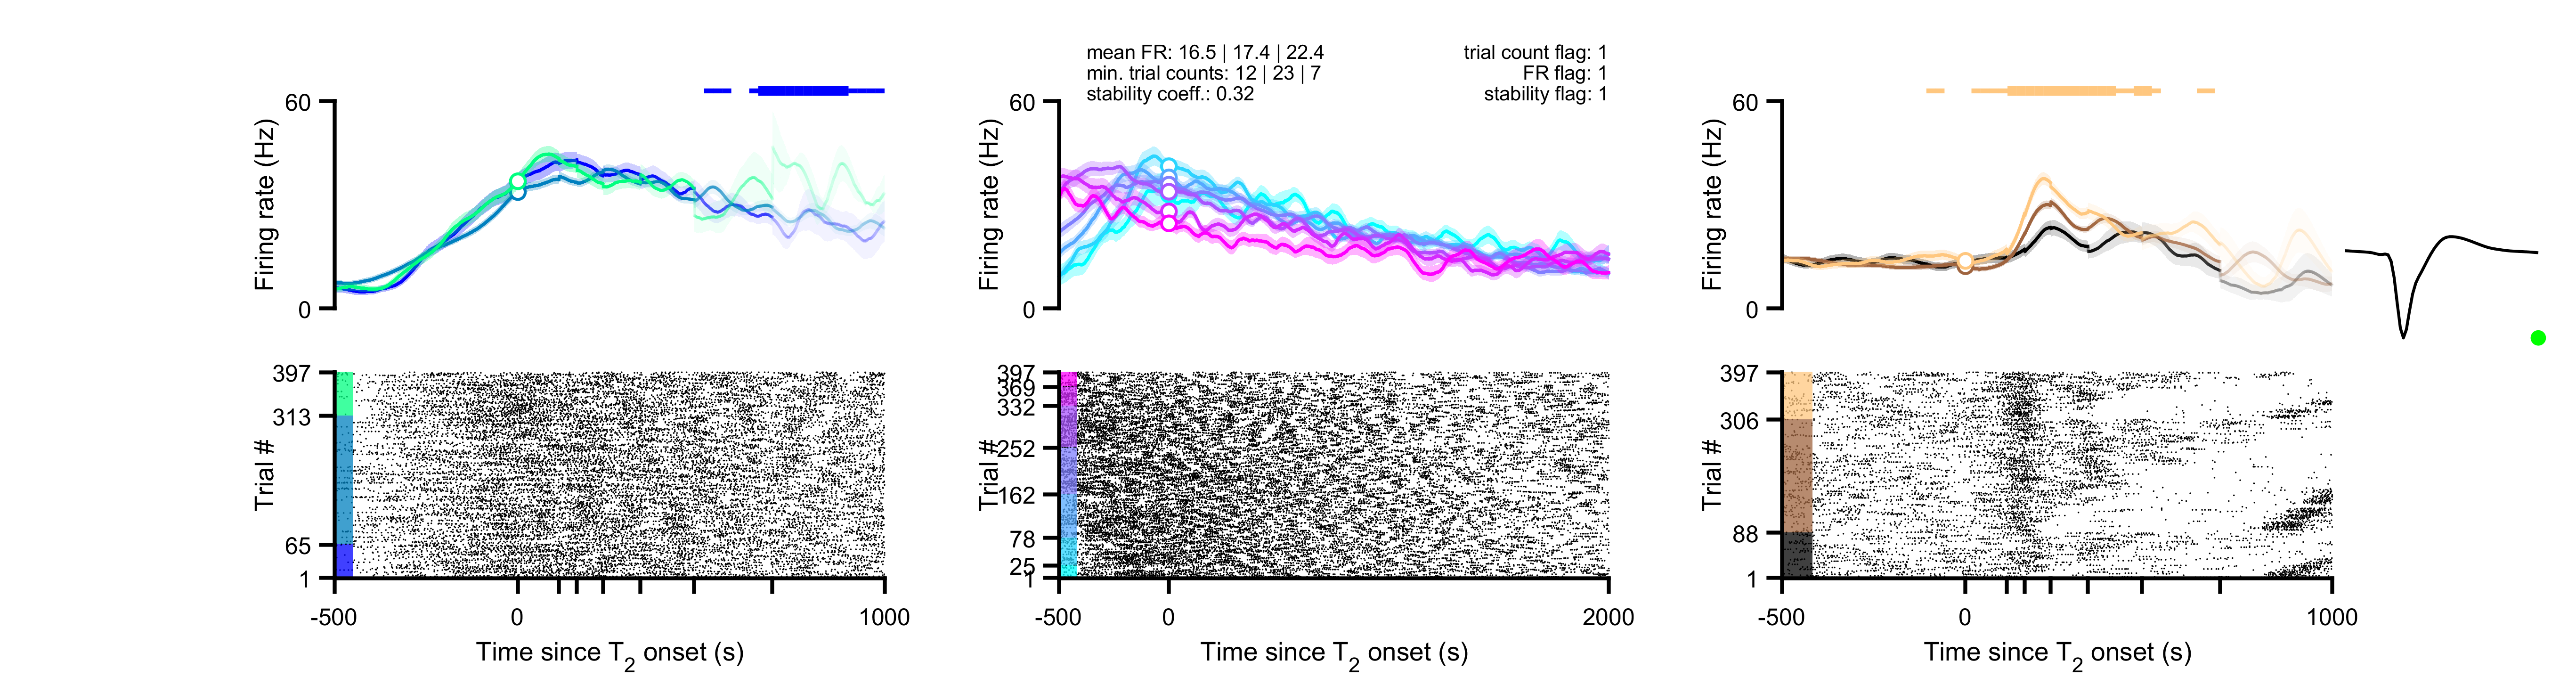 mean FR: 16.5 | 17.4 | 22.4
min. trial counts: 12 | 23 | 7
stability coeff.: 0.32
trial count flag: 1
FR flag: 1
stability flag: 1
60
Firing rate (Hz)
0
397
313
Trial #
65
1
-500
0
1000
Time since T2 onset (s)
60
Firing rate (Hz)
0
397
369
332
252
Trial #
162
78
25
1
-500
0
2000
Time since T2 onset (s)
60
Firing rate (Hz)
0
397
306
Trial #
88
1
-500
0
1000
Time since T2 onset (s)